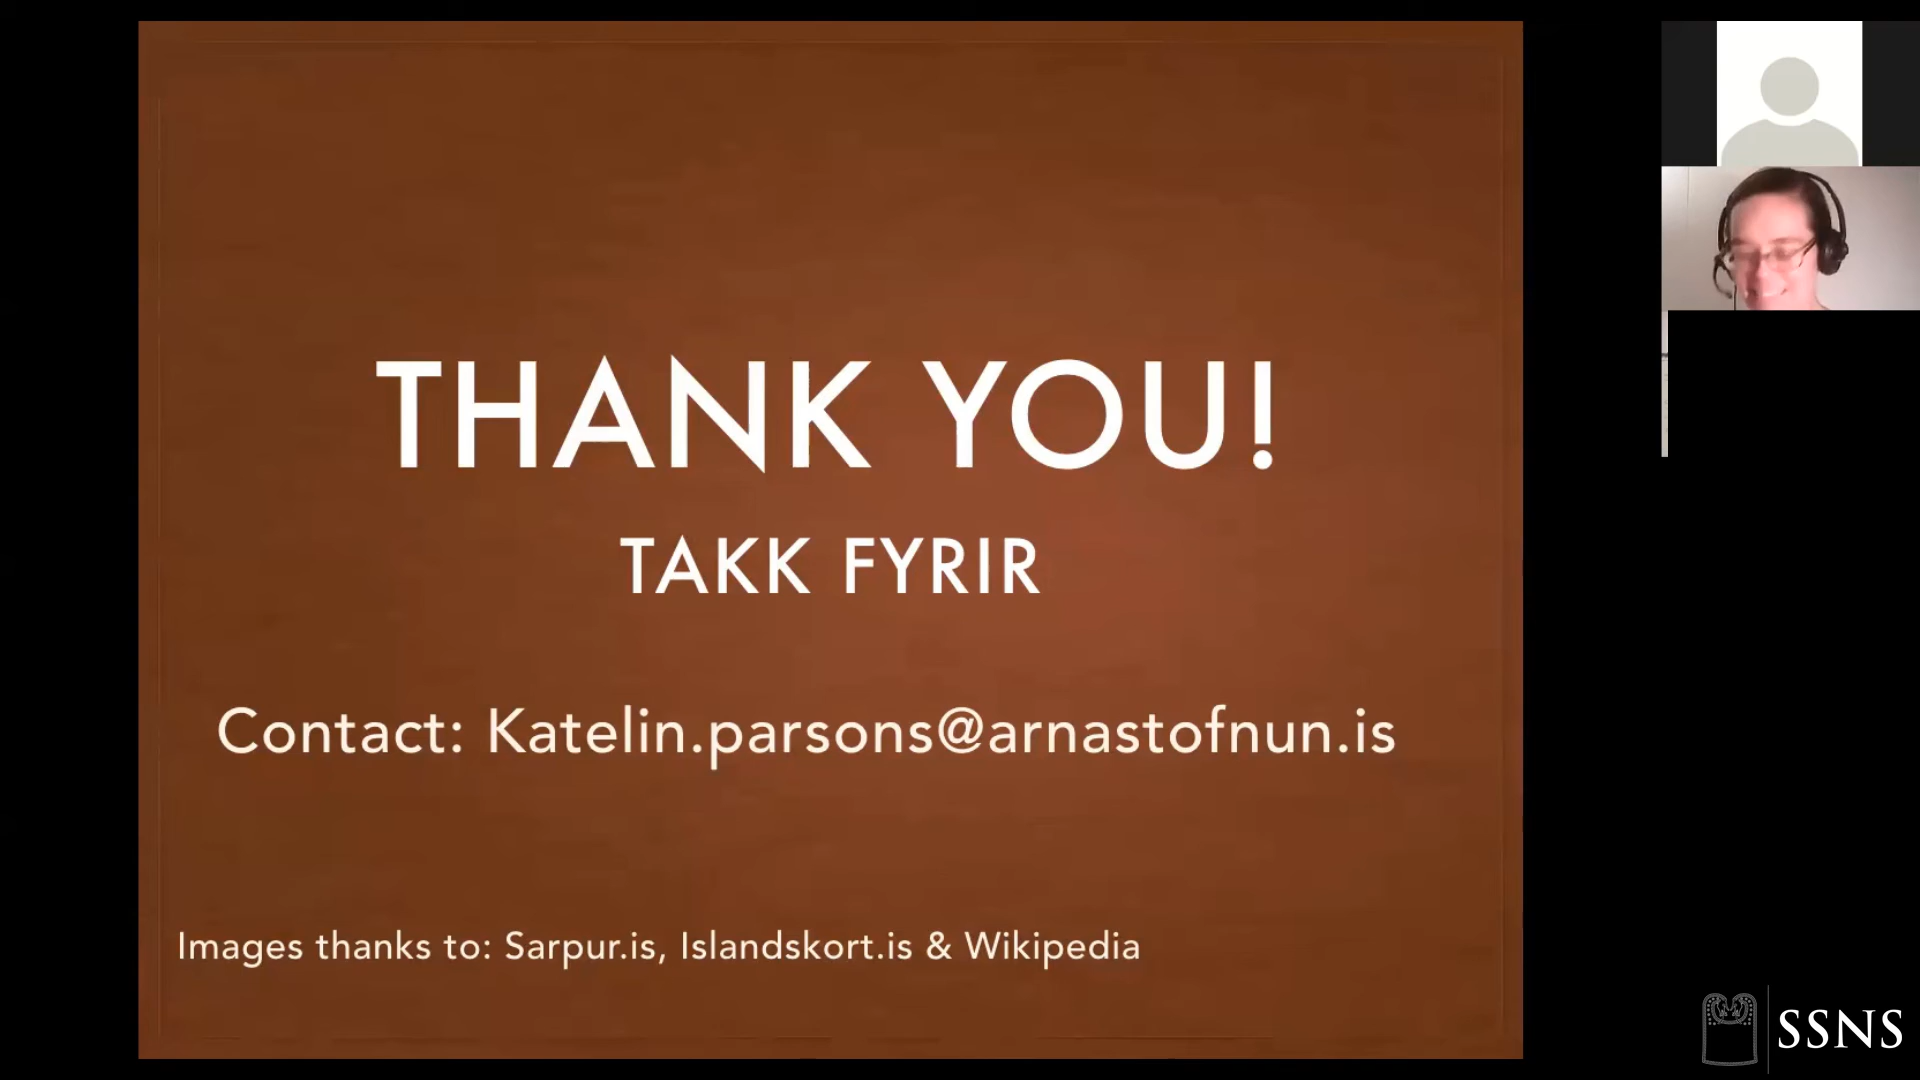 THANK YOU!
TAKK FYRIR
Contact: Katelin.parsons@arnastofnun.is
Images thanks to: Sarpur.is, Islandskort.is & Wikipedia
SSNS